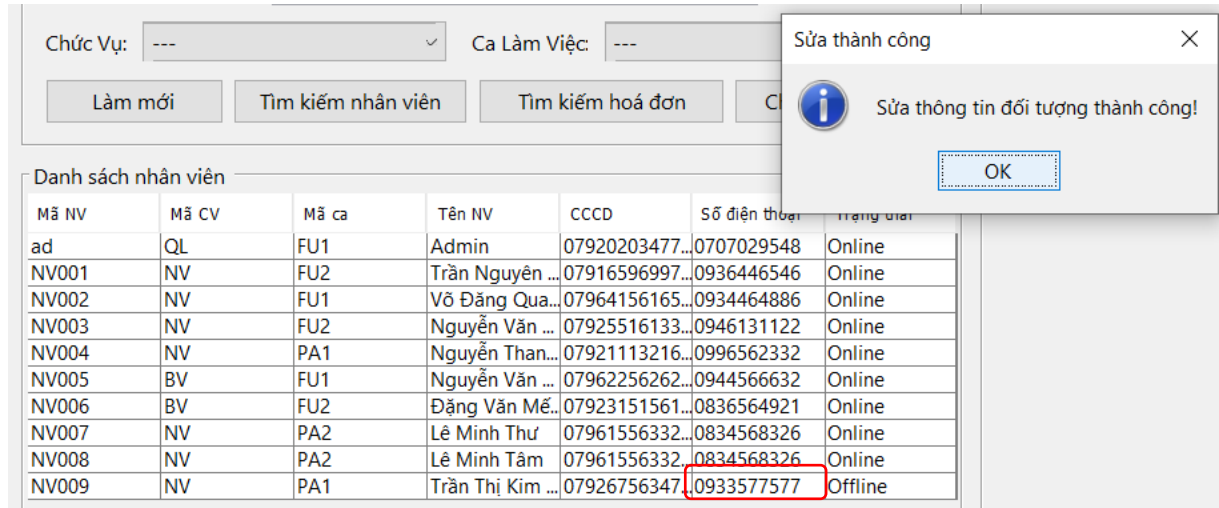 Chức Vụ: --- Ca Làm Việc: ---
Sửa thành công
Làm mới Tìm kiếm nhân viên Tìm kiếm hoá đơn
Sửa thông tin đối tượng thành công!
OK
Danh sách nhân viên
Mã NV Mã CV Mã ca Tên NV CCCD Số điện thoại Trạng thái
ad QL FU1 Admin 07920203477... 0707029548 Online
NV001 NV FU2 Trần Nguyên ... 07916596997... 0936446546 Online
NV002 NV FU1 Võ Đăng Qua... 07964156165... 0934464886 Online
NV003 NV FU2 Nguyễn Văn ... 07925516133... 0946131122 Online
NV004 NV PA1 Nguyễn Than... 07921113216... 0996562332 Online
NV005 BV FU1 Nguyễn Văn ... 07962256262... 0944566632 Online
NV006 BV FU2 Đặng Văn Mế... 07923151561... 0836564921 Online
NV007 NV PA2 Lê Minh Thư 07961556332... 0834568326 Online
NV008 NV PA2 Lê Minh Tâm 07961556332... 0834568326 Online
NV009 NV PA1 Trần Thị Kim ... 07926756347... 0933577577 Offline